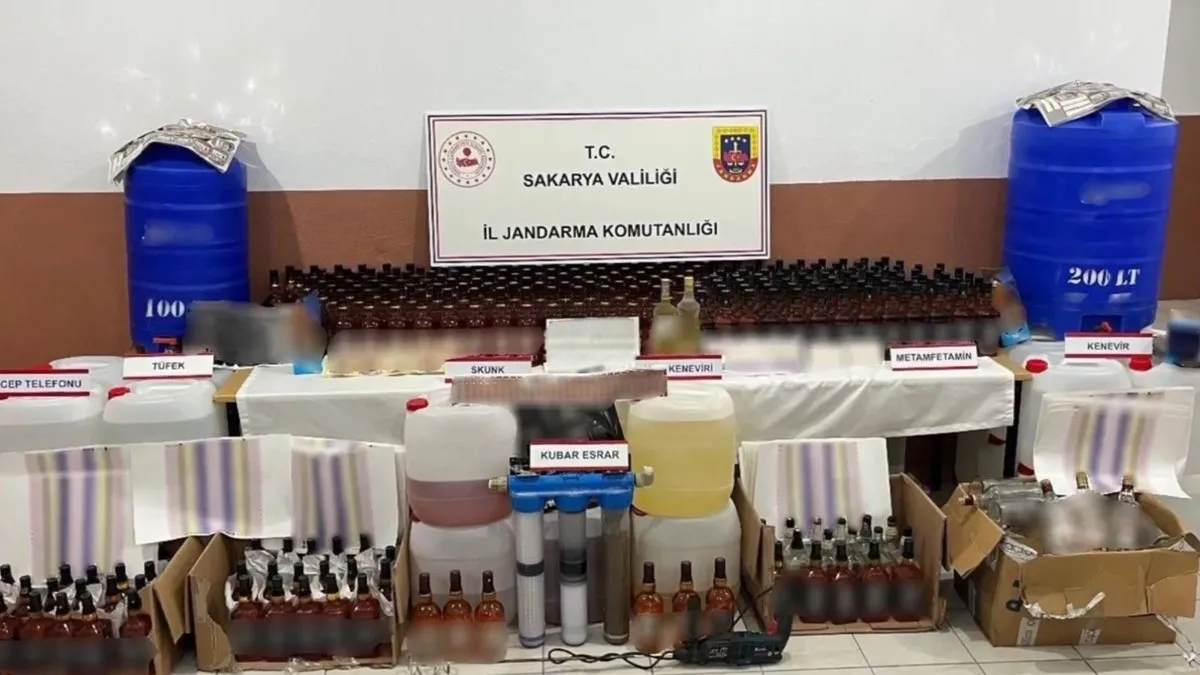 T.C.
SAKARYA VALİLİĞİ
İL JANDARMA KOMUTANLIĞI
JANDARMA
100
200 LT
CEP TELEFONU
TÜFEK
SKUNK
KENEVİRİ
METAMFETAMİN
KENEVİR
KUBAR ESRAR